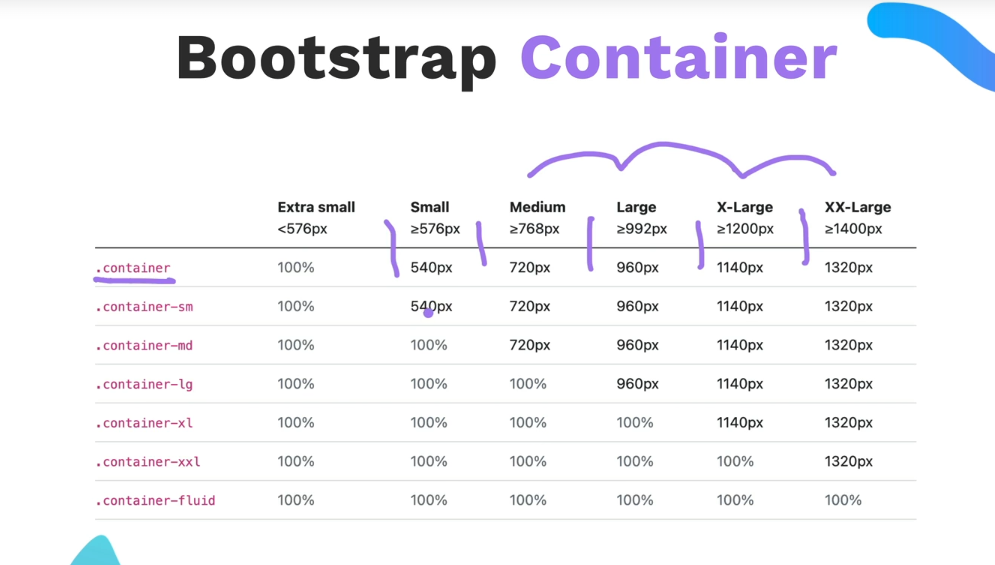 Bootstrap Container
Extra small Small Medium Large X-Large XX-Large
<576px ≥576px ≥768px ≥992px ≥1200px ≥1400px
.container 100% 540px 720px 960px 1140px 1320px
.container-sm 100% 540px 720px 960px 1140px 1320px
.container-md 100% 100% 720px 960px 1140px 1320px
.container-lg 100% 100% 100% 960px 1140px 1320px
.container-xl 100% 100% 100% 100% 1140px 1320px
.container-xxl 100% 100% 100% 100% 100% 1320px
.container-fluid 100% 100% 100% 100% 100% 100%